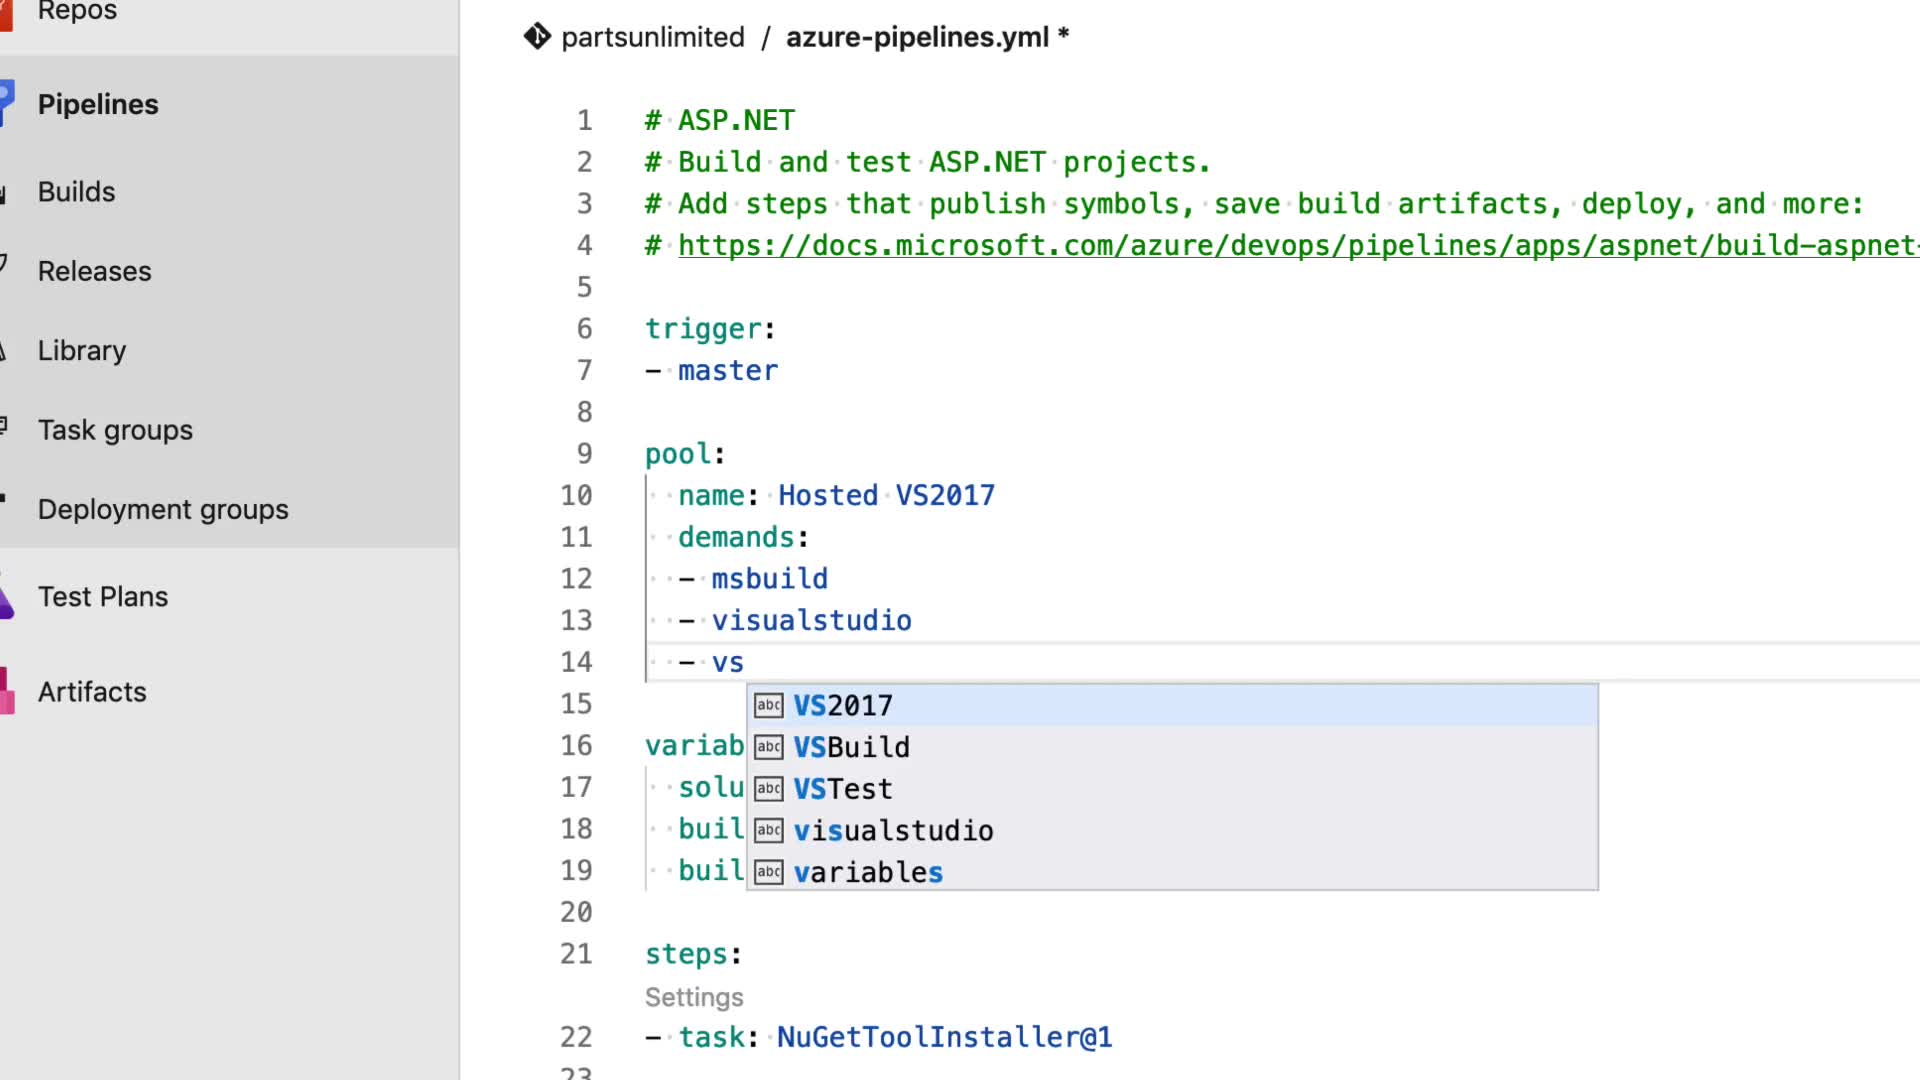 Repos
Pipelines
Builds
Releases
Library
Task groups
Deployment groups
Test Plans
Artifacts
partsunlimited / azure-pipelines.yml *
1 # ASP.NET
2 # Build and test ASP.NET projects.
3 # Add steps that publish symbols, save build artifacts, deploy, and more:
4 # https://docs.microsoft.com/azure/devops/pipelines/apps/aspnet/build-aspnet-
5
6 trigger:
7 - master
8
9 pool:
10 name: Hosted VS2017
11 demands:
12 - msbuild
13 - visualstudio
14 - vs
15 abc VS2017
16 variab abc VSBuild
17 solu abc VSTest
18 buil abc visualstudio
19 buil abc variables
20
21 steps:
Settings
22 - task: NuGetToolInstaller@1
23